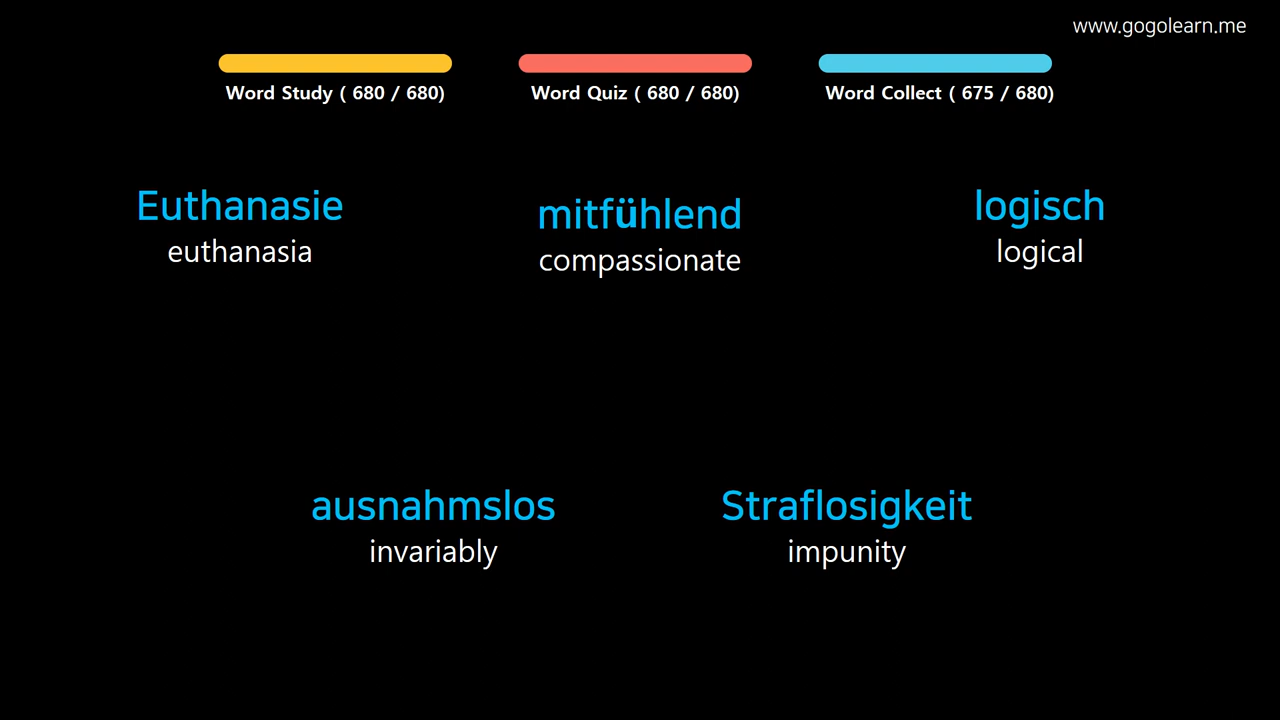 www.gogolearn.me
Word Study ( 680 / 680)
Word Quiz ( 680 / 680)
Word Collect ( 675 / 680)
Euthanasie
euthanasia
mitfühlend
compassionate
logisch
logical
ausnahmslos
invariably
Straflosigkeit
impunity